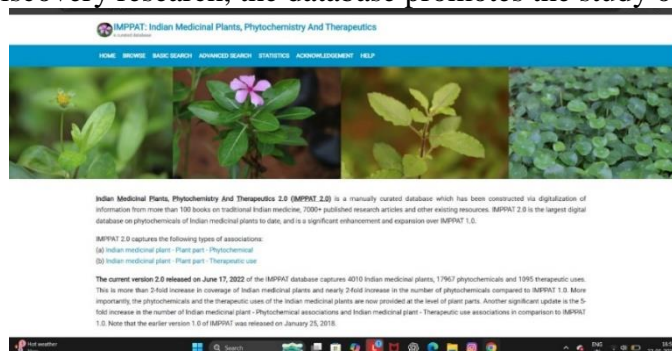 discovery research, the database promotes the study o
IMPPAT: Indian Medicinal Plants, Phytochemistry And Therapeutics
a curated database
HOME BROWSE BASIC SEARCH ADVANCED SEARCH STATISTICS ACKNOWLEDGEMENT HELP
Indian Medicinal Plants, Phytochemistry And Therapeutics 2.0 (IMPPAT 2.0) is a manually curated database which has been constructed via digitalization of
information from more than 100 books on traditional Indian medicine, 7000+ published research articles and other existing resources. IMPPAT 2.0 is the largest digital
database on phytochemicals of Indian medicinal plants to date, and is a significant enhancement and expansion over IMPPAT 1.0.
IMPPAT 2.0 captures the following types of associations:
(a) Indian medicinal plant - Plant part - Phytochemical
(b) Indian medicinal plant - Plant part - Therapeutic use
The current version 2.0 released on June 17, 2022 of the IMPPAT database captures 4010 Indian medicinal plants, 17967 phytochemicals and 1095 therapeutic uses.
This is more than 2-fold increase in coverage of Indian medicinal plants and nearly 2-fold increase in the number of phytochemicals compared to IMPPAT 1.0. More
importantly, the phytochemicals and the therapeutic uses of the Indian medicinal plants are now provided at the level of plant parts. Another significant update is the 5-
fold increase in the number of Indian medicinal plant - Phytochemical associations and Indian medicinal plant - Therapeutic use associations in comparison to IMPPAT
1.0. Note that the earlier version 1.0 of IMPPAT was released on January 25, 2018.
Hot weather
Search
ENG